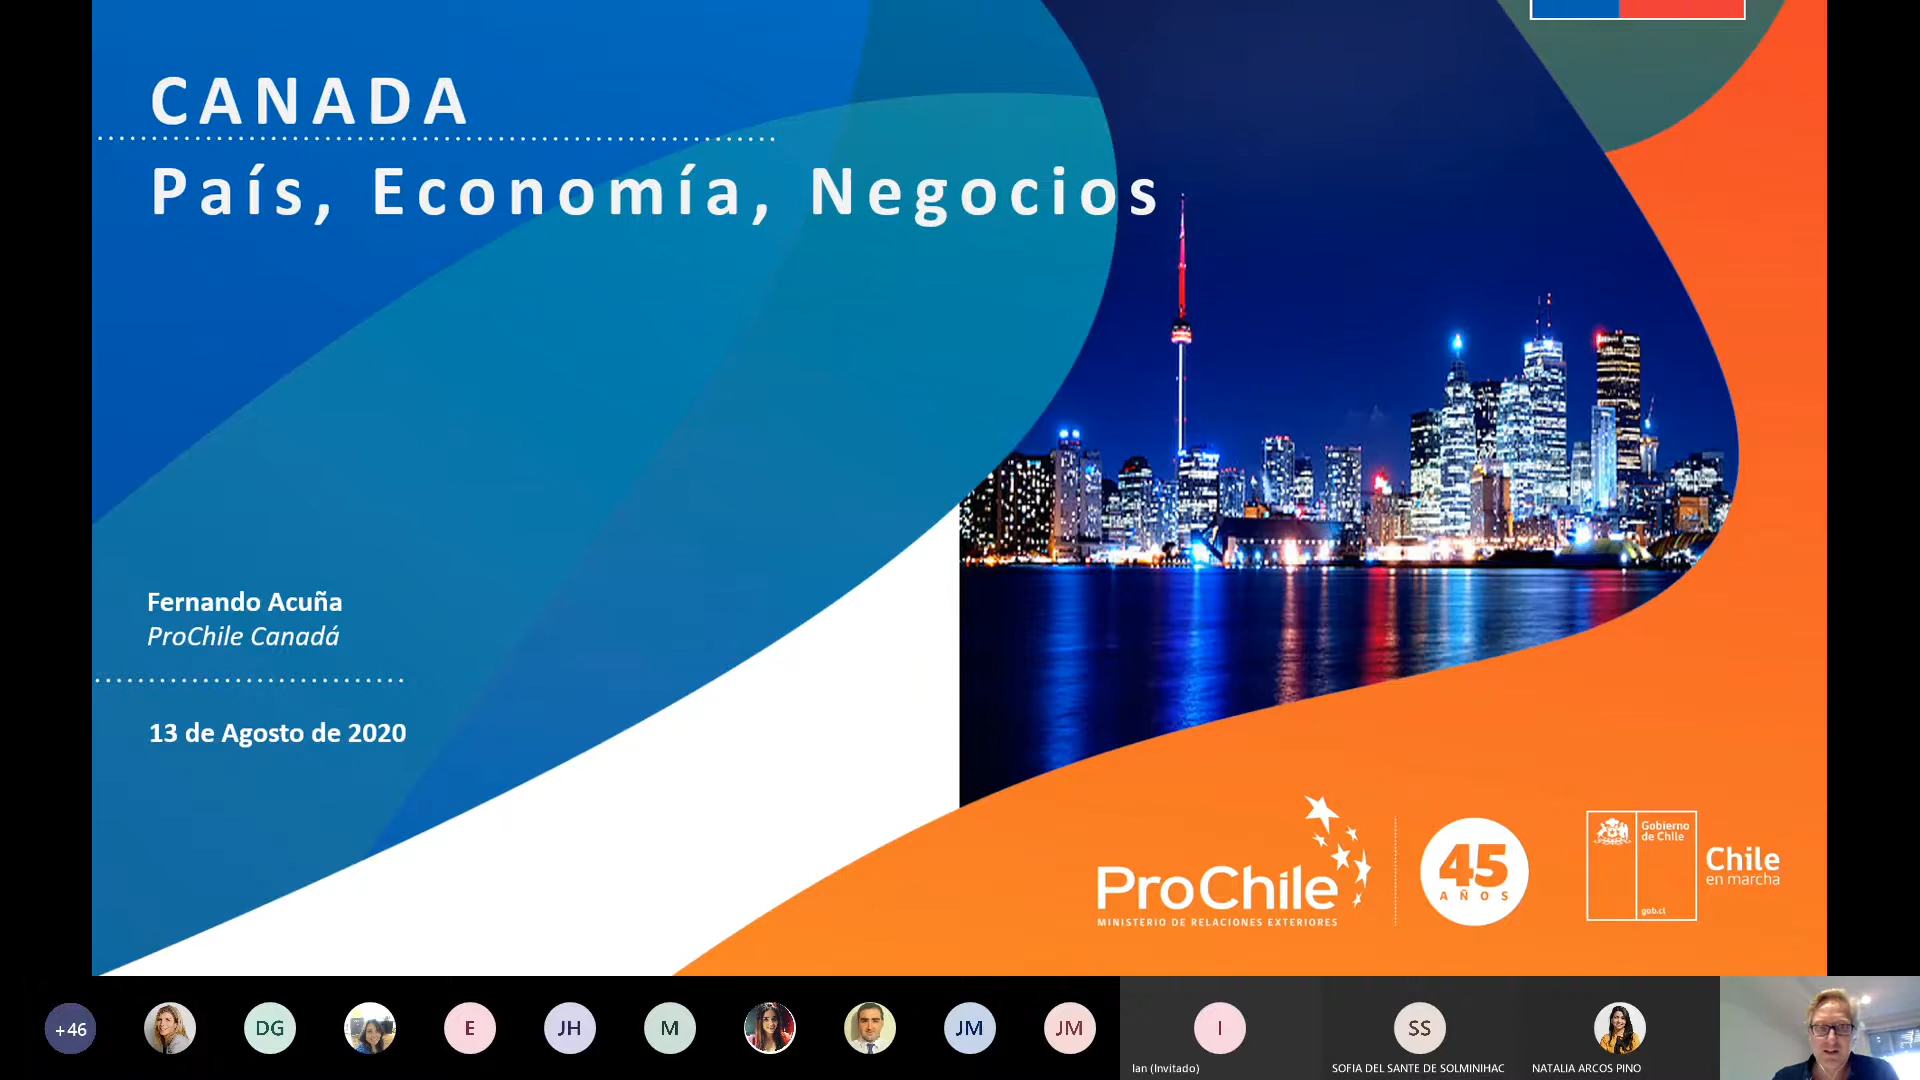 CANADA
País, Economía, Negocios
Fernando Acuña
ProChile Canadá
13 de Agosto de 2020
ProChile
MINISTERIO DE RELACIONES EXTERIORES
45
AÑOS
Gobierno
de Chile
gob.cl
Chile
en marcha
+46
DG
E
JH
M
JM
JM
I
SS
Ian (Invitado)
SOFIA DEL SANTE DE SOLMINIHAC
NATALIA ARCOS PINO